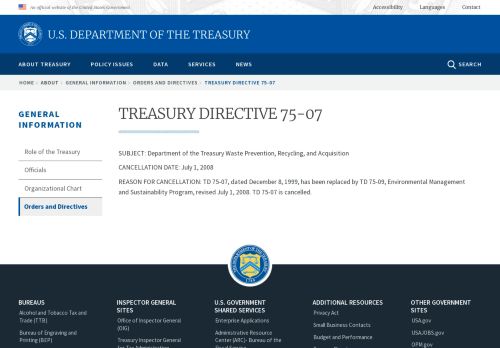 An official website of the United States Government
Accessibility Languages Contact
U.S. DEPARTMENT OF THE TREASURY
ABOUT TREASURY POLICY ISSUES DATA SERVICES NEWS SEARCH
HOME › ABOUT › GENERAL INFORMATION › ORDERS AND DIRECTIVES › TREASURY DIRECTIVE 75-07
GENERAL
INFORMATION
Role of the Treasury
Officials
Organizational Chart
Orders and Directives
TREASURY DIRECTIVE 75-07
SUBJECT: Department of the Treasury Waste Prevention, Recycling, and Acquisition
CANCELLATION DATE: July 1, 2008
REASON FOR CANCELLATION: TD 75-07, dated December 8, 1999, has been replaced by TD 75-09, Environmental Management
and Sustainability Program, revised July 1, 2008. TD 75-07 is cancelled.
BUREAUS
Alcohol and Tobacco Tax and
Trade (TTB)
Bureau of Engraving and
Printing (BEP)
INSPECTOR GENERAL
SITES
Office of Inspector General
(OIG)
Treasury Inspector General
U.S. GOVERNMENT
SHARED SERVICES
Enterprise Applications
Administrative Resource
Center (ARC)- Bureau of the
ADDITIONAL RESOURCES
Privacy Act
Small Business Contacts
Budget and Performance
OTHER GOVERNMENT
SITES
USA.gov
USAJOBS.gov
OPM.gov